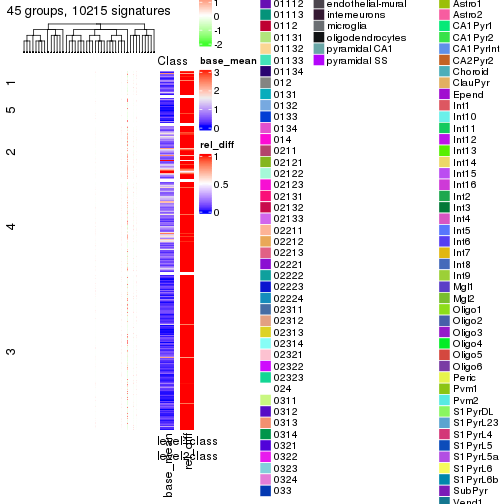 45 groups, 10215 signatures
Class
1
5
2
4
3
level1class
level2class
base_mean
rel_diff
1
0
-1
-2
base_mean
3
2
1
0
rel_diff
1
0.5
0
01112
01113
0112
01131
01132
01133
01134
012
0131
0132
0133
0134
014
0211
02121
02122
02123
02131
02132
02133
02211
02212
02213
02221
02222
02223
02224
02311
02312
02313
02314
02321
02322
02323
024
0311
0312
0313
0314
0321
0322
0323
0324
033
endothelial-mural
interneurons
microglia
oligodendrocytes
pyramidal CA1
pyramidal SS
Astro1
Astro2
CA1Pyr1
CA1Pyr2
CA1PyrInt
CA2Pyr2
Choroid
ClauPyr
Epend
Int1
Int10
Int11
Int12
Int13
Int14
Int15
Int16
Int2
Int3
Int4
Int5
Int6
Int7
Int8
Int9
Mgl1
Mgl2
Oligo1
Oligo2
Oligo3
Oligo4
Oligo5
Oligo6
Peric
Pvm1
Pvm2
S1PyrDL
S1PyrL23
S1PyrL4
S1PyrL5
S1PyrL5a
S1PyrL6
S1PyrL6b
SubPyr
Vend1